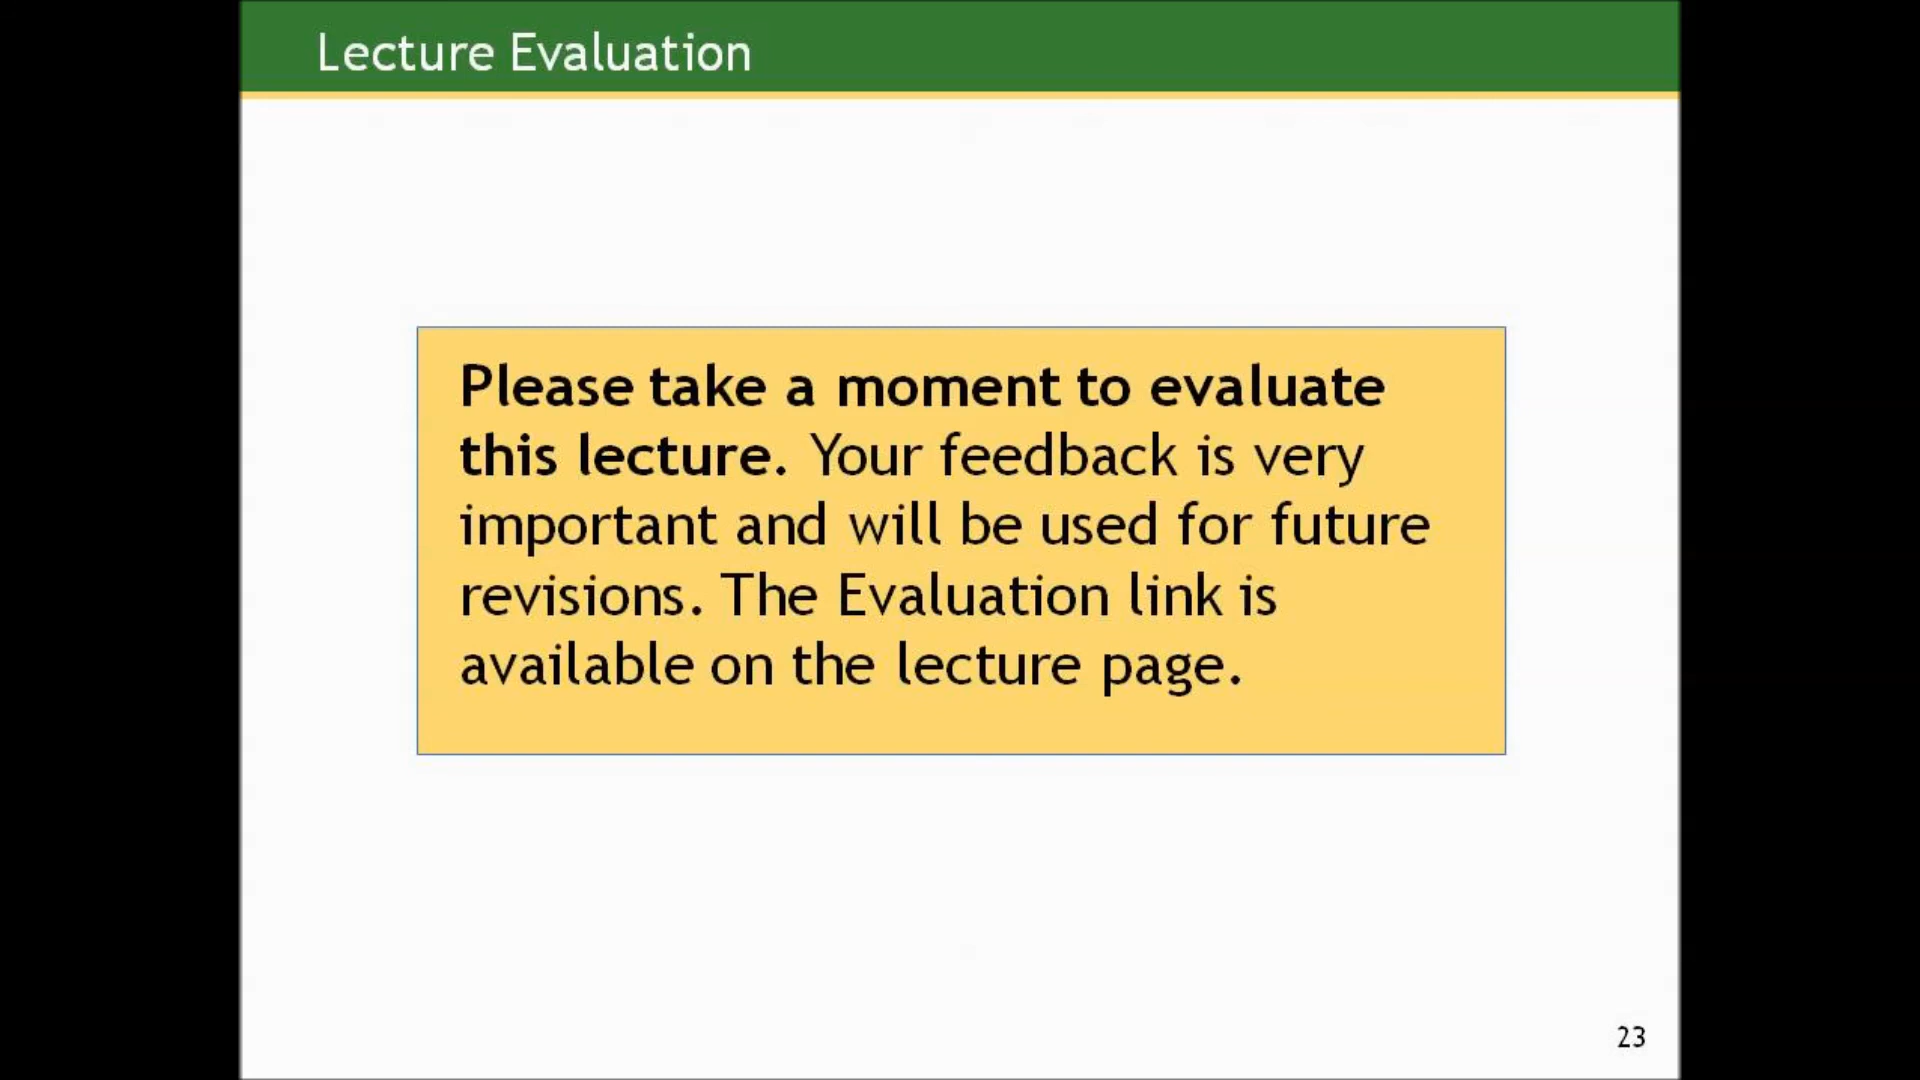 Lecture Evaluation
Please take a moment to evaluate
this lecture. Your feedback is very
important and will be used for future
revisions. The Evaluation link is
available on the lecture page.
23